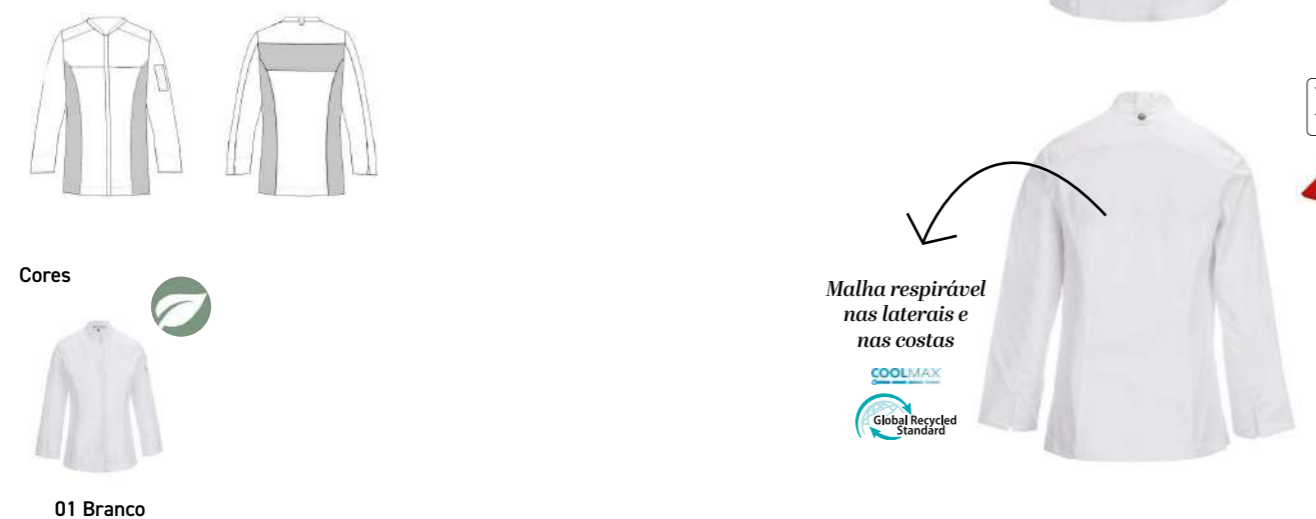 Cores
01 Branco
Malha respirável
nas laterais e
nas costas
COOLMAX
Global Recycled
Standard